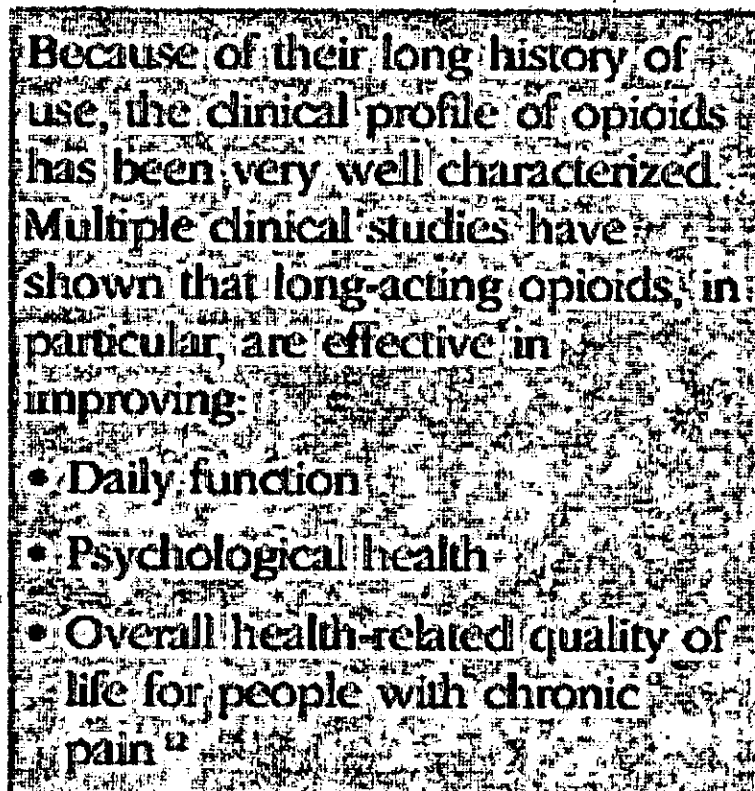 Because of their long history of
use, the clinical profile of opioids
has been very well characterized.
Multiple clinical studies have
shown that long-acting opioids, in
particular, are effective in
improving:
• Daily function
• Psychological health
• Overall health-related quality of
life for people with chronic
pain